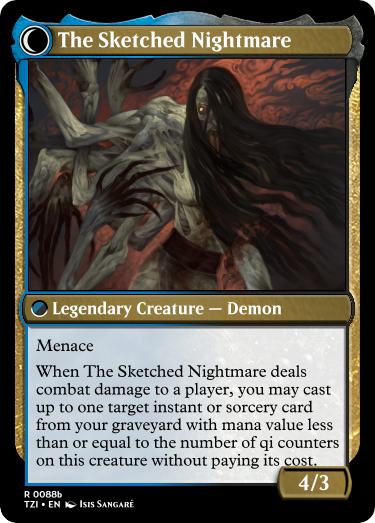 The Sketched Nightmare
Legendary Creature — Demon
Menace
When The Sketched Nightmare deals
combat damage to a player, you may cast
up to one target instant or sorcery card
from your graveyard with mana value less
than or equal to the number of qi counters
on this creature without paying its cost.
4/3
R 0088b
TZI • EN Isis Sangaré